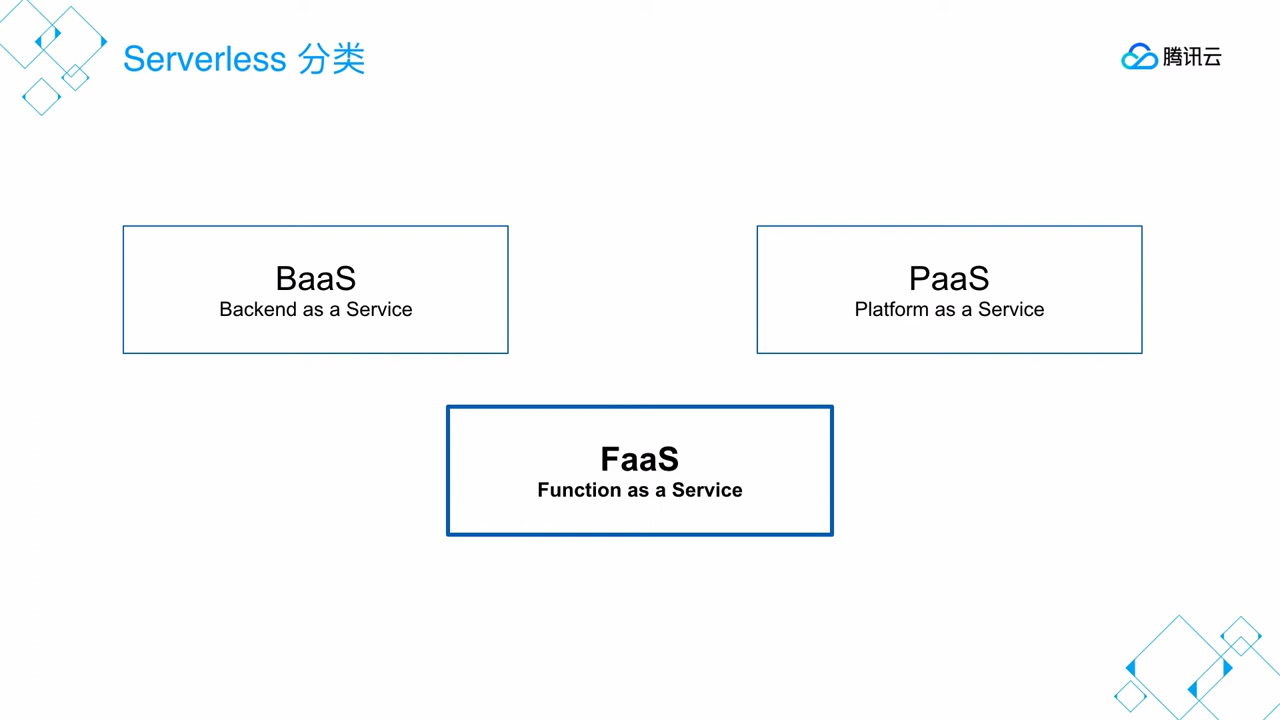 Serverless 分类
腾讯云
BaaS
Backend as a Service
PaaS
Platform as a Service
FaaS
Function as a Service